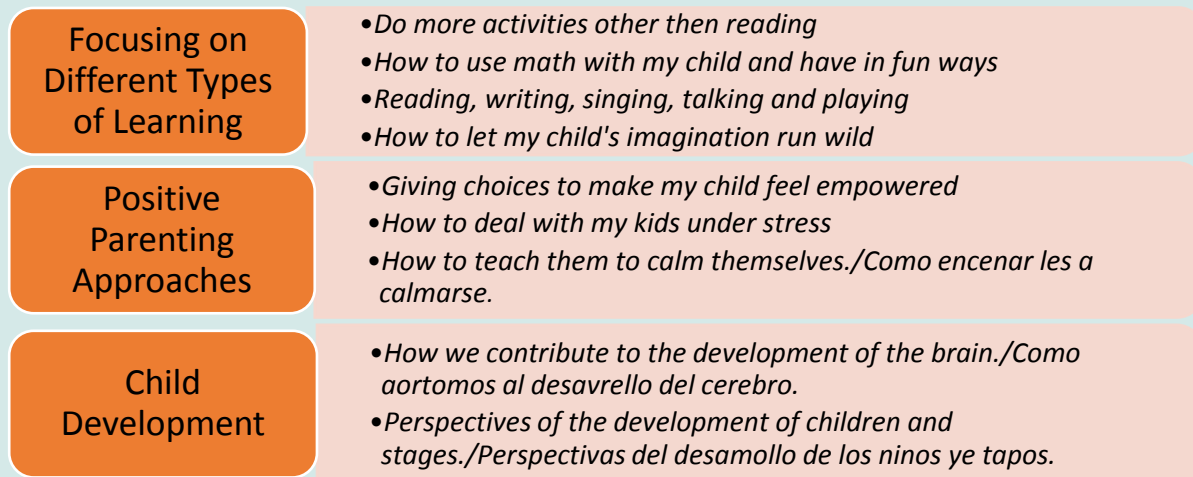 Focusing on
Different Types
of Learning
•Do more activities other then reading
•How to use math with my child and have in fun ways
•Reading, writing, singing, talking and playing
•How to let my child's imagination run wild
Positive
Parenting
Approaches
•Giving choices to make my child feel empowered
•How to deal with my kids under stress
•How to teach them to calm themselves./Como encenar les a
calmarse.
Child
Development
•How we contribute to the development of the brain./Como
aortomos al desavrello del cerebro.
•Perspectives of the development of children and
stages./Perspectivas del desamollo de los ninos ye tapos.